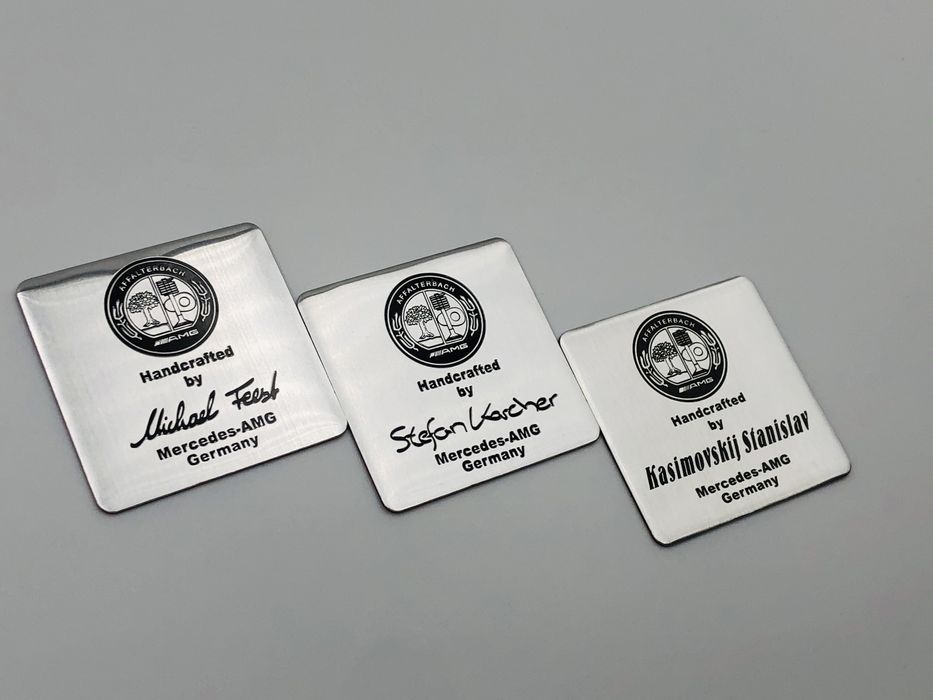 AFFALTERBACH
AMG
Handcrafted
by
Michael Feest
Mercedes-AMG
Germany
AFFALTERBACH
AMG
Handcrafted
by
Stefan Karcher
Mercedes-AMG
Germany
AFFALTERBACH
AMG
Handcrafted
by
Kasimovskij Stanislav
Mercedes-AMG
Germany